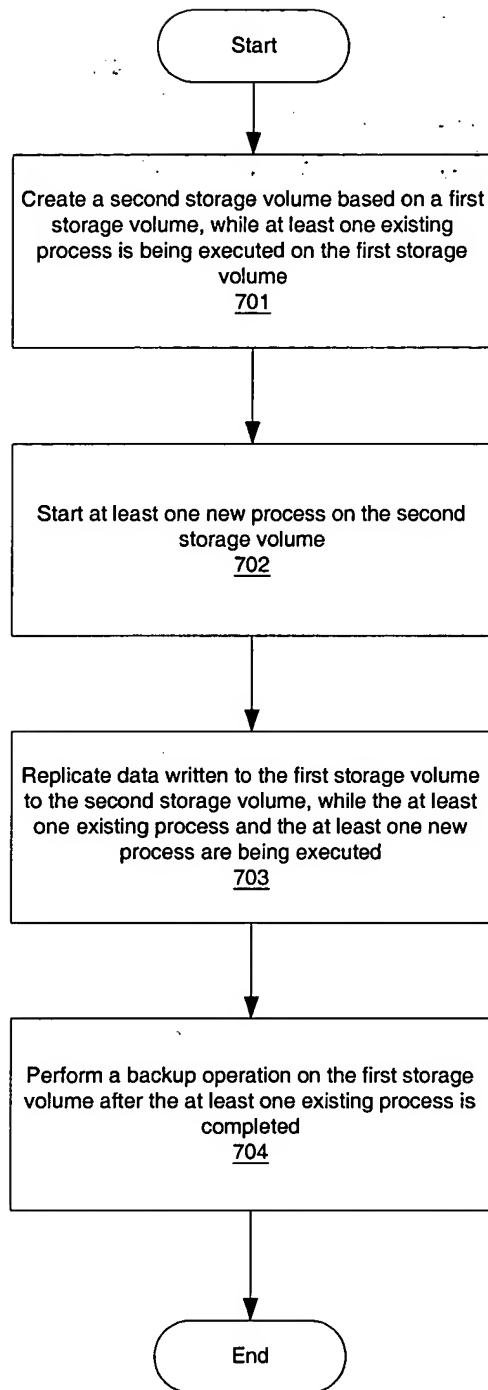 Start
Create a second storage volume based on a first
storage volume, while at least one existing
process is being executed on the first storage
volume
701
Start at least one new process on the second
storage volume
702
Replicate data written to the first storage volume
to the second storage volume, while the at least
one existing process and the at least one new
process are being executed
703
Perform a backup operation on the first storage
volume after the at least one existing process is
completed
704
End